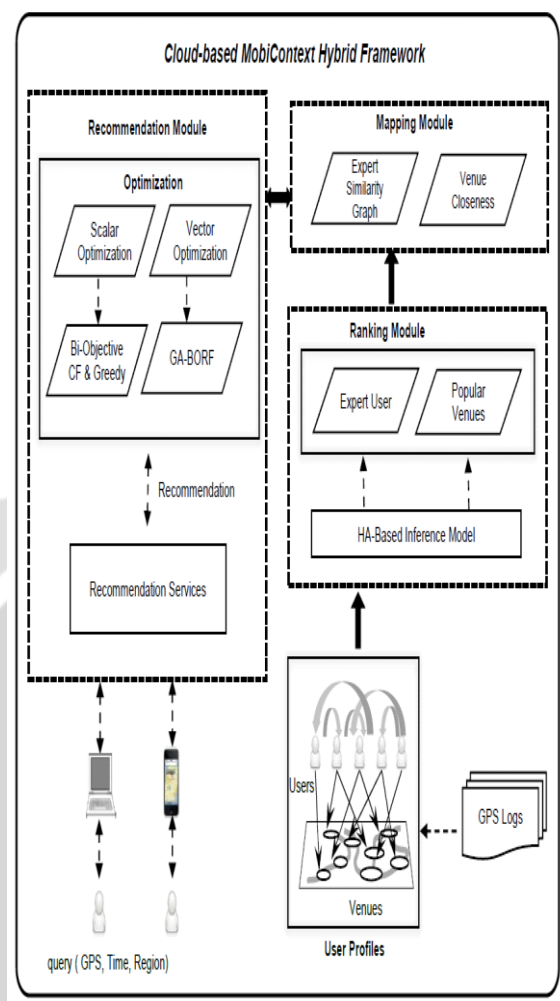 Cloud-based MobiContext Hybrid Framework
Recommendation Module
Optimization
Scalar
Optimization
Vector
Optimization
Bi-Objective
CF & Greedy
GA-BORF
Recommendation
Recommendation Services
query ( GPS, Time, Region)
Mapping Module
Expert
Similarity
Graph
Venue
Closeness
Ranking Module
Expert User
Popular
Venues
HA-Based Inference Model
Users
Venues
User Profiles
GPS Logs